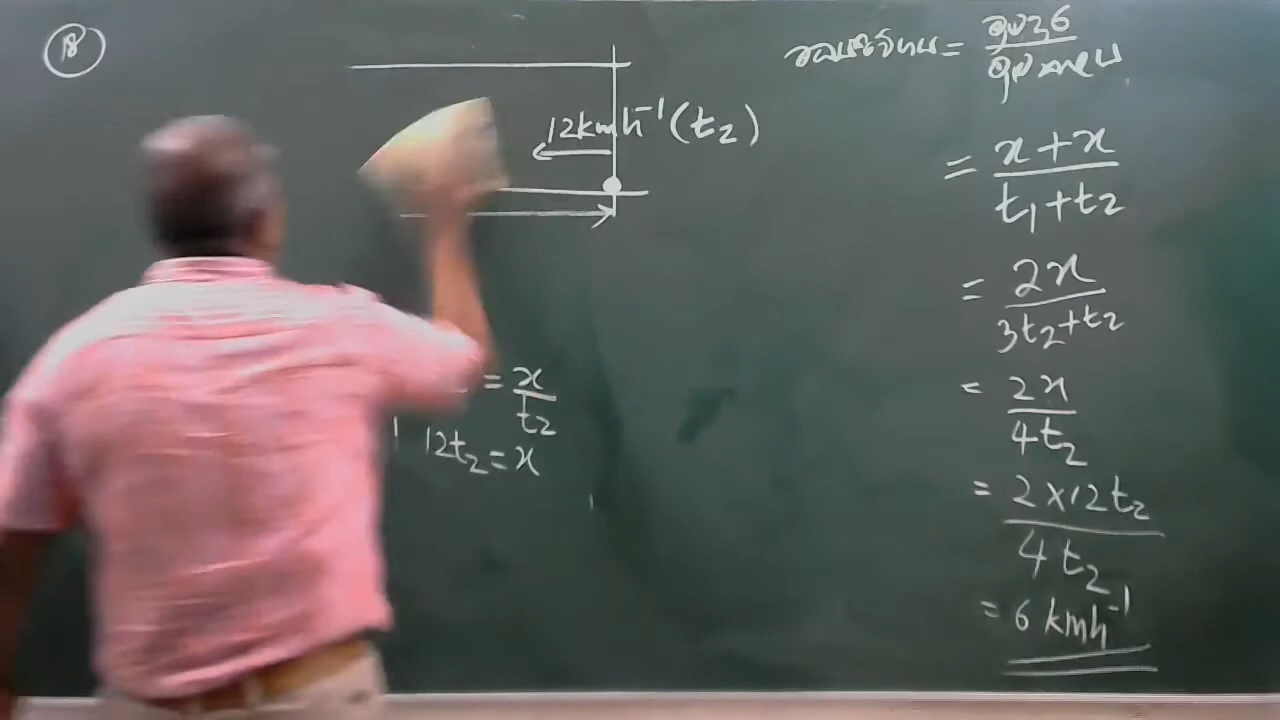 18
12kmh⁻¹ (t₂)
= x/t₂
12t₂ = x
= (x + x)/(t₁ + t₂)
= 2x/(3t₂ + t₂)
= 2x/(4t₂)
= (2 × 12t₂)/(4t₂)
= 6 kmh⁻¹